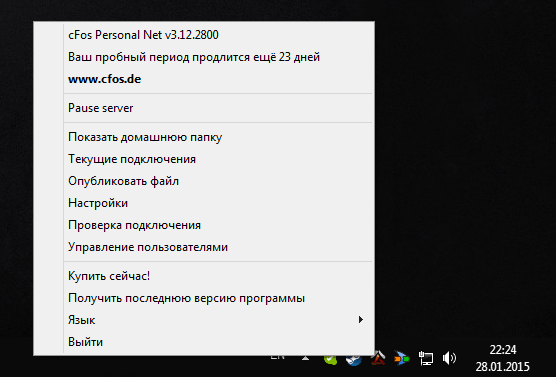 cFos Personal Net v3.12.2800
Ваш пробный период продлится ещё 23 дней
www.cfos.de
Pause server
Показать домашнюю папку
Текущие подключения
Опубликовать файл
Настройки
Проверка подключения
Управление пользователями
Купить сейчас!
Получить последнюю версию программы
Язык
Выйти
EN
22:24
28.01.2015